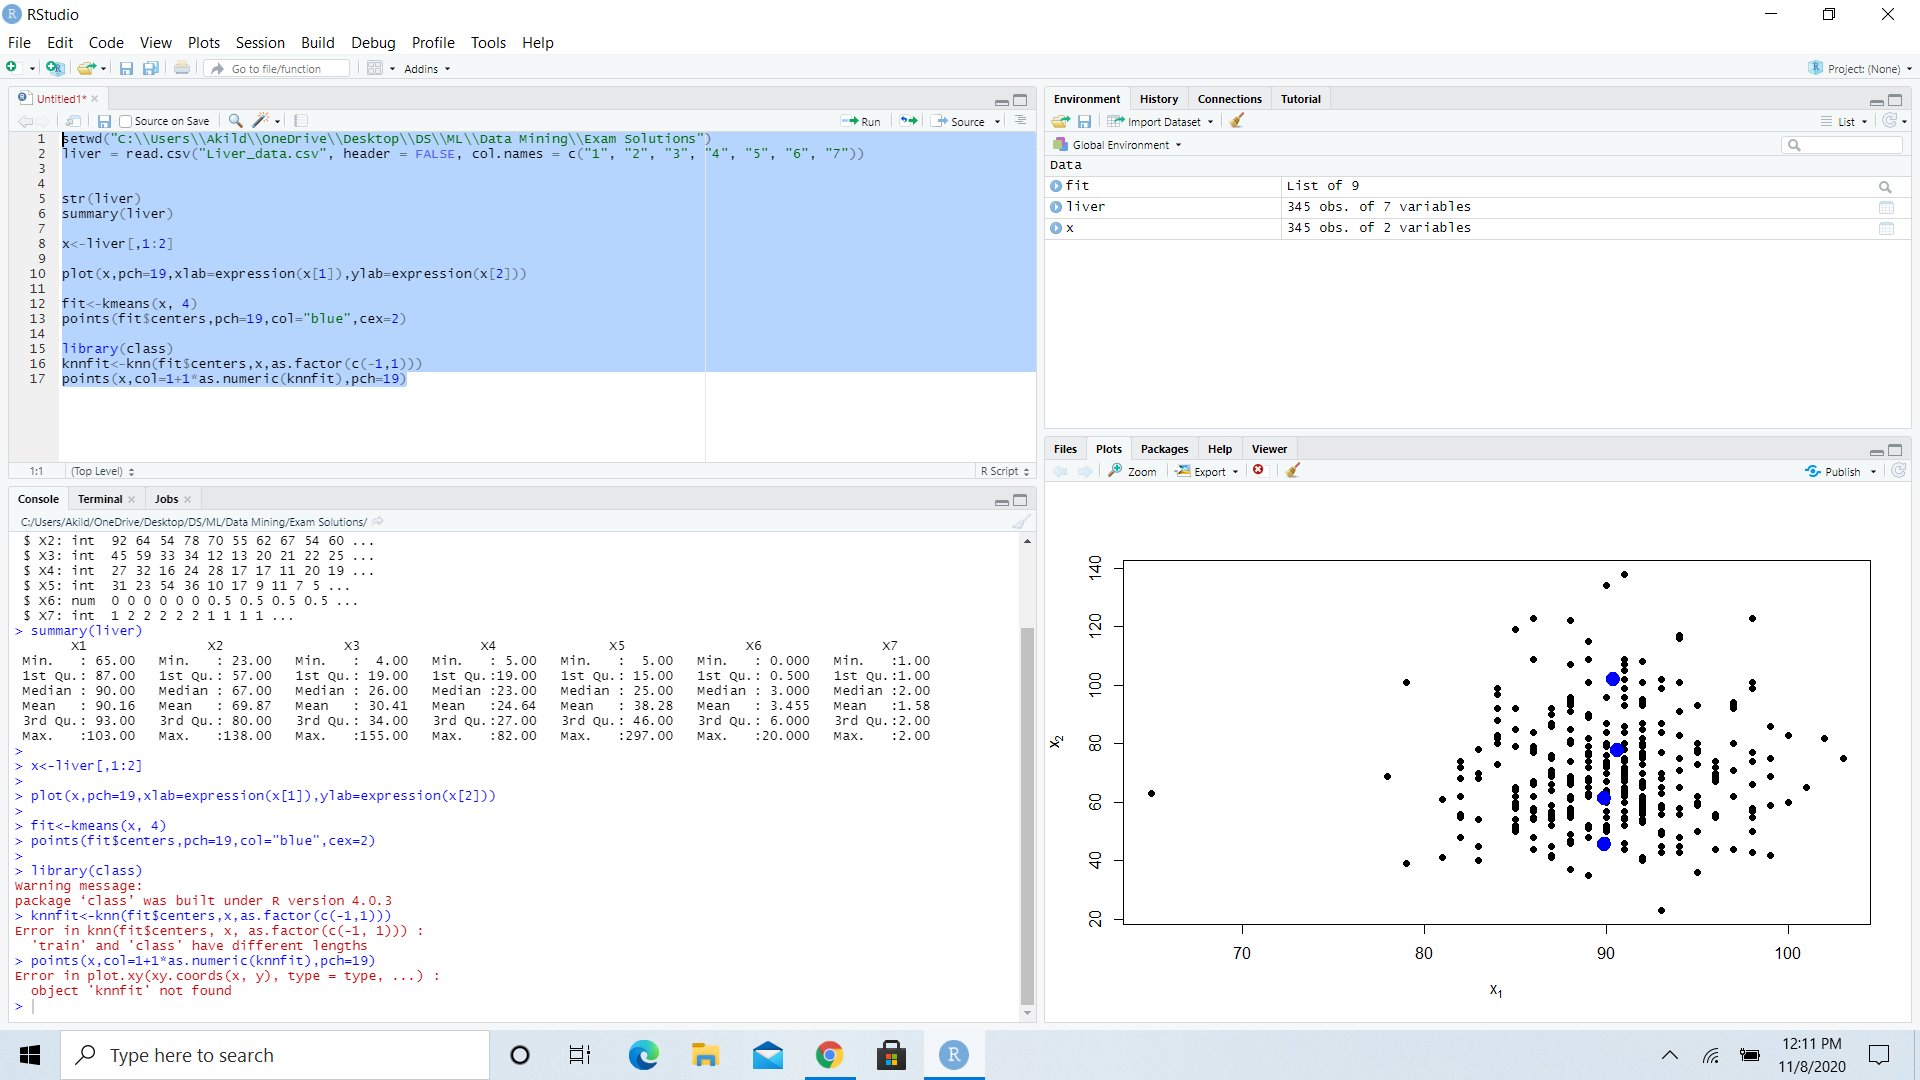 RStudio
File Edit Code View Plots Session Build Debug Profile Tools Help
Go to file/function Addins Project: (None)
Untitled1*
Source on Save Run Source
1 setwd("C:\\Users\\Akild\\OneDrive\\Desktop\\DS\\ML\\Data Mining\\Exam Solutions")
2 liver = read.csv("Liver_data.csv", header = FALSE, col.names = c("1", "2", "3", "4", "5", "6", "7"))
3
4
5 str(liver)
6 summary(liver)
7
8 x<-liver[,1:2]
9
10 plot(x,pch=19,xlab=expression(x[1]),ylab=expression(x[2]))
11
12 fit<-kmeans(x, 4)
13 points(fit$centers,pch=19,col="blue",cex=2)
14
15 library(class)
16 knnfit<-knn(fit$centers,x,as.factor(c(-1,1)))
17 points(x,col=1+1*as.numeric(knnfit),pch=19)
1:1 (Top Level) R Script
Console Terminal Jobs
C:/Users/Akild/OneDrive/Desktop/DS/ML/Data Mining/Exam Solutions/
$ X2: int 92 64 54 78 70 55 62 67 54 60 ...
$ X3: int 45 59 33 34 12 13 20 21 22 25 ...
$ X4: int 27 32 16 24 28 17 17 11 20 19 ...
$ X5: int 31 23 54 36 10 17 9 11 7 5 ...
$ X6: num 0 0 0 0 0 0 0.5 0.5 0.5 0.5 ...
$ X7: int 1 2 2 2 2 2 1 1 1 1 ...
> summary(liver)
X1 X2 X3 X4 X5 X6 X7
Min. : 65.00 Min. : 23.00 Min. : 4.00 Min. : 5.00 Min. : 5.00 Min. : 0.000 Min. :1.00
1st Qu.: 87.00 1st Qu.: 57.00 1st Qu.: 19.00 1st Qu.:19.00 1st Qu.: 15.00 1st Qu.: 0.500 1st Qu.:1.00
Median : 90.00 Median : 67.00 Median : 26.00 Median :23.00 Median : 25.00 Median : 3.000 Median :2.00
Mean : 90.16 Mean : 69.87 Mean : 30.41 Mean :24.64 Mean : 38.28 Mean : 3.455 Mean :1.58
3rd Qu.: 93.00 3rd Qu.: 80.00 3rd Qu.: 34.00 3rd Qu.:27.00 3rd Qu.: 46.00 3rd Qu.: 6.000 3rd Qu.:2.00
Max. :103.00 Max. :138.00 Max. :155.00 Max. :82.00 Max. :297.00 Max. :20.000 Max. :2.00
>
> x<-liver[,1:2]
>
> plot(x,pch=19,xlab=expression(x[1]),ylab=expression(x[2]))
>
> fit<-kmeans(x, 4)
> points(fit$centers,pch=19,col="blue",cex=2)
>
> library(class)
Warning message:
package ‘class’ was built under R version 4.0.3
> knnfit<-knn(fit$centers,x,as.factor(c(-1,1)))
Error in knn(fit$centers, x, as.factor(c(-1, 1))) :
'train' and 'class' have different lengths
> points(x,col=1+1*as.numeric(knnfit),pch=19)
Error in plot.xy(xy.coords(x, y), type = type, ...) :
object 'knnfit' not found
>
Environment History Connections Tutorial
Import Dataset List
Global Environment
Data
fit List of 9
liver 345 obs. of 7 variables
x 345 obs. of 2 variables
Files Plots Packages Help Viewer
Zoom Export Publish
140
120
100
80
60
40
20
x2
70 80 90 100
x1
Type here to search
12:11 PM
11/8/2020